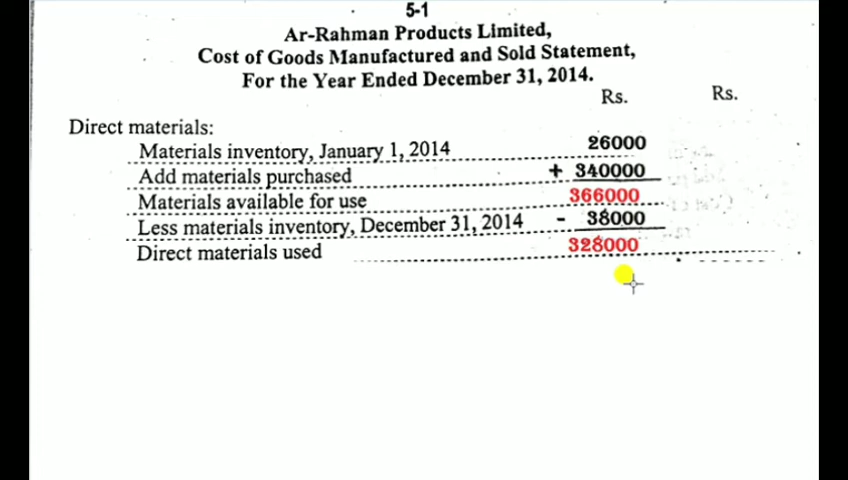 5-1
Ar-Rahman Products Limited,
Cost of Goods Manufactured and Sold Statement,
For the Year Ended December 31, 2014.
Rs. Rs.
Direct materials:
Materials inventory, January 1, 2014 26000
Add materials purchased + 340000
Materials available for use 366000
Less materials inventory, December 31, 2014 - 38000
Direct materials used 328000